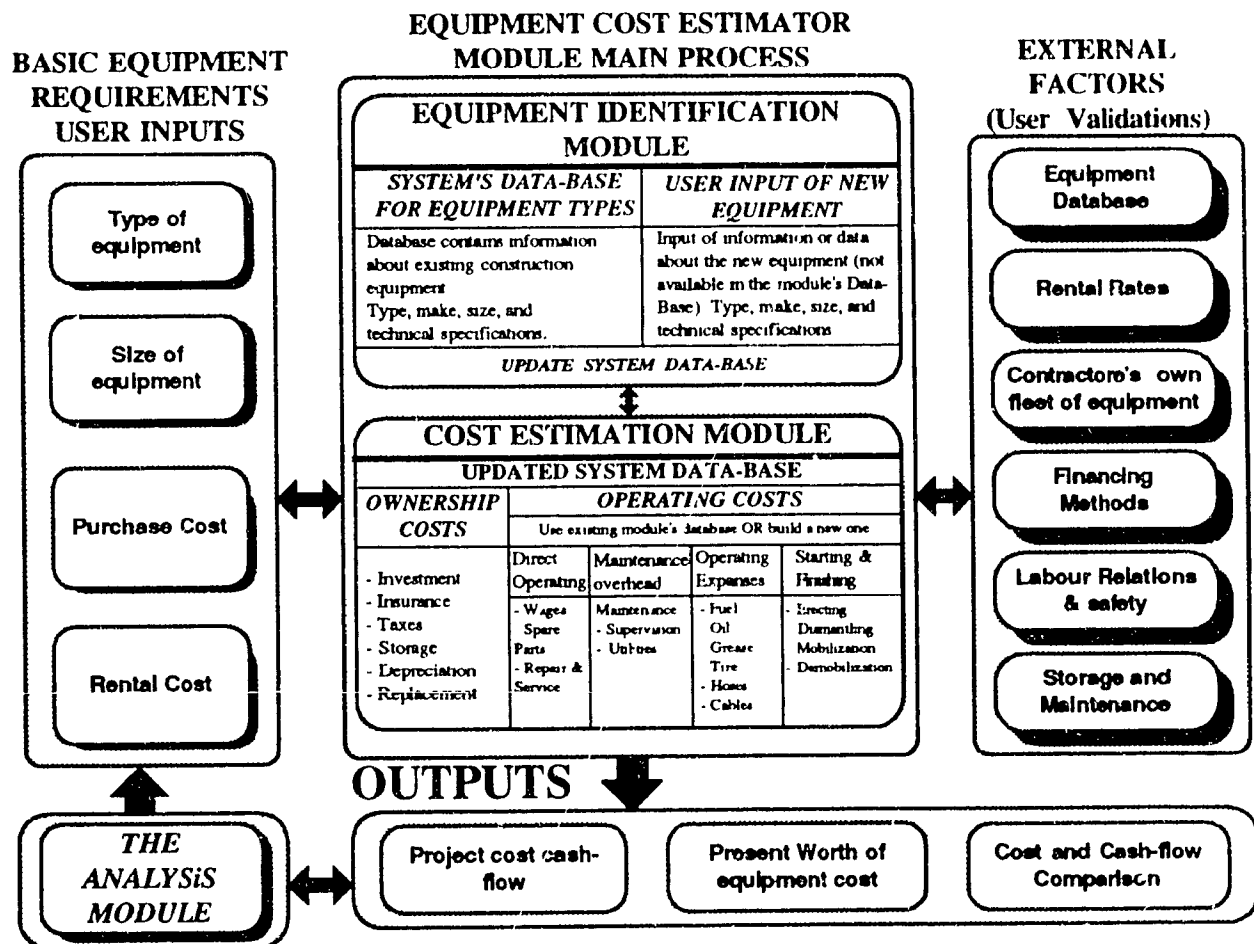 BASIC EQUIPMENT
REQUIREMENTS
USER INPUTS
Type of
equipment
Size of
equipment
Purchase Cost
Rental Cost
THE
ANALYSiS
MODULE
EQUIPMENT COST ESTIMATOR
MODULE MAIN PROCESS
EQUIPMENT IDENTIFICATION
MODULE
SYSTEM'S DATA-BASE
FOR EQUIPMENT TYPES
Database contains information
about existing construction
equipment
Type, make, size, and
technical specifications.
USER INPUT OF NEW
EQUIPMENT
Input of information or data
about the new equipment (not
available in the module's Data-
Base) Type, make, size, and
technical specifications
UPDATE SYSTEM DATA-BASE
COST ESTIMATION MODULE
UPDATED SYSTEM DATA-BASE
OWNERSHIP
COSTS
- Investment
- Insurance
- Taxes
- Storage
- Depreciation
- Replacement
OPERATING COSTS
Use existing module's database OR build a new one
Direct
Operating
- Wages
Spare
Parts
- Repair &
Service
Maintenance
overhead
Maintenance
- Supervision
- Utilities
Operating
Expenses
- Fuel
Oil
Grease
Tire
- Hoses
- Cables
Starting &
Finishing
- Erecting
Dismantling
Mobilization
- Demobilization
EXTERNAL
FACTORS
(User Validations)
Equipment
Database
Rental Rates
Contractore's own
fleet of equipment
Financing
Methods
Labour Relations
& safety
Storage and
Maintenance
OUTPUTS
Project cost cash-
flow
Present Worth of
equipment cost
Cost and Cash-flow
Comparison